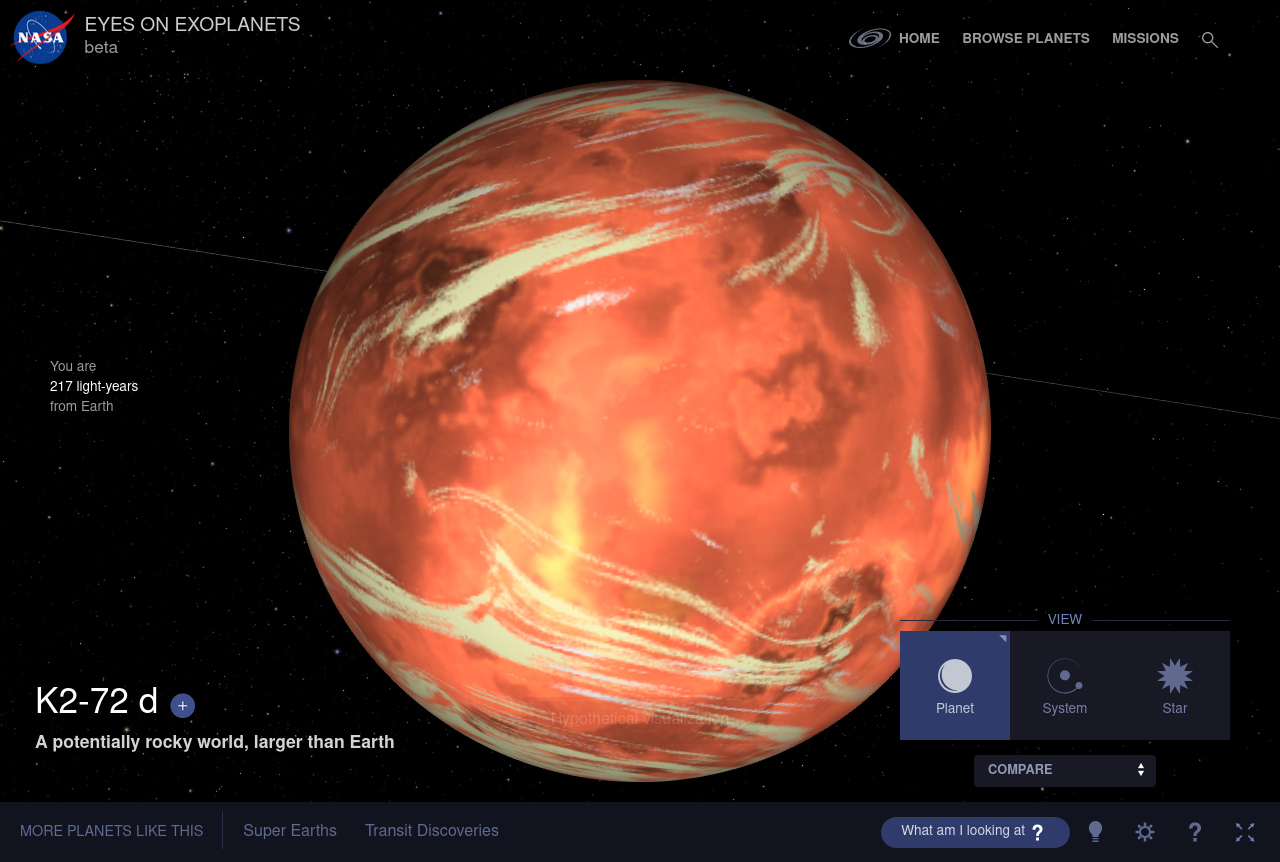 NASA
EYES ON EXOPLANETS
beta
HOME
BROWSE PLANETS
MISSIONS
You are
217 light-years
from Earth
K2-72 d +
A potentially rocky world, larger than Earth
Hypothetical visualization
VIEW
Planet
System
Star
COMPARE
MORE PLANETS LIKE THIS
Super Earths
Transit Discoveries
What am I looking at ?
?